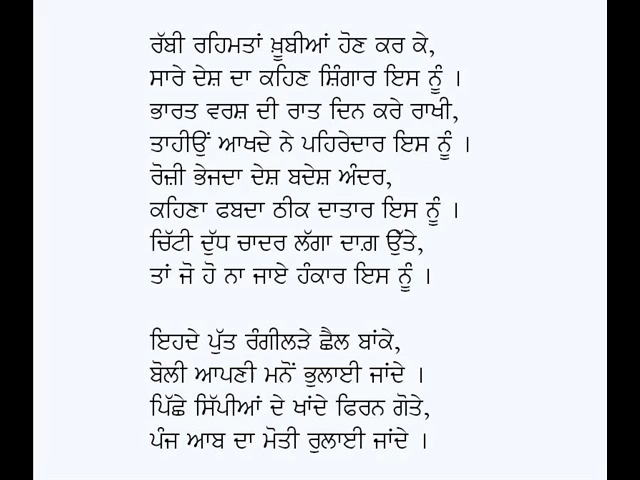 ਰੱਬੀ ਰਹਿਮਤਾਂ ਖ਼ੂਬੀਆਂ ਹੋਣ ਕਰ ਕੇ,
ਸਾਰੇ ਦੇਸ਼ ਦਾ ਕਹਿਣ ਸ਼ਿੰਗਾਰ ਇਸ ਨੂੰ ।
ਭਾਰਤ ਵਰਸ਼ ਦੀ ਰਾਤ ਦਿਨ ਕਰੇ ਰਾਖੀ,
ਤਾਹੀਉਂ ਆਖਦੇ ਨੇ ਪਹਿਰੇਦਾਰ ਇਸ ਨੂੰ ।
ਰੋਜ਼ੀ ਭੇਜਦਾ ਦੇਸ਼ ਬਦੇਸ਼ ਅੰਦਰ,
ਕਹਿਣਾ ਫਬਦਾ ਠੀਕ ਦਾਤਾਰ ਇਸ ਨੂੰ ।
ਚਿੱਟੀ ਦੁੱਧ ਚਾਦਰ ਲੱਗਾ ਦਾਗ਼ ਉੱਤੇ,
ਤਾਂ ਜੋ ਹੋ ਨਾ ਜਾਏ ਹੰਕਾਰ ਇਸ ਨੂੰ ।
ਇਹਦੇ ਪੁੱਤ ਰੰਗੀਲੜੇ ਛੈਲ ਬਾਂਕੇ,
ਬੋਲੀ ਆਪਣੀ ਮਨੋਂ ਭੁਲਾਈ ਜਾਂਦੇ ।
ਪਿੱਛੇ ਸਿੱਪੀਆਂ ਦੇ ਖਾਂਦੇ ਫਿਰਨ ਗੋਤੇ,
ਪੰਜ ਆਬ ਦਾ ਮੋਤੀ ਰੁਲਾਈ ਜਾਂਦੇ ।